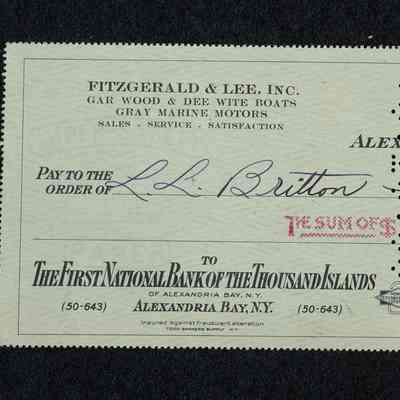 FITZGERALD & LEE, INC.
GAR WOOD & DEE WITE BOATS
GRAY MARINE MOTORS
SALES - SERVICE - SATISFACTION
ALEX
PAY TO THE
ORDER OF L. L. Britton
THE SUM OF $
TO
THE FIRST NATIONAL BANK OF THE THOUSAND ISLANDS
OF ALEXANDRIA BAY, N.Y.
(50-643) ALEXANDRIA BAY, N.Y. (50-643)
Insured against fraudulent alteration